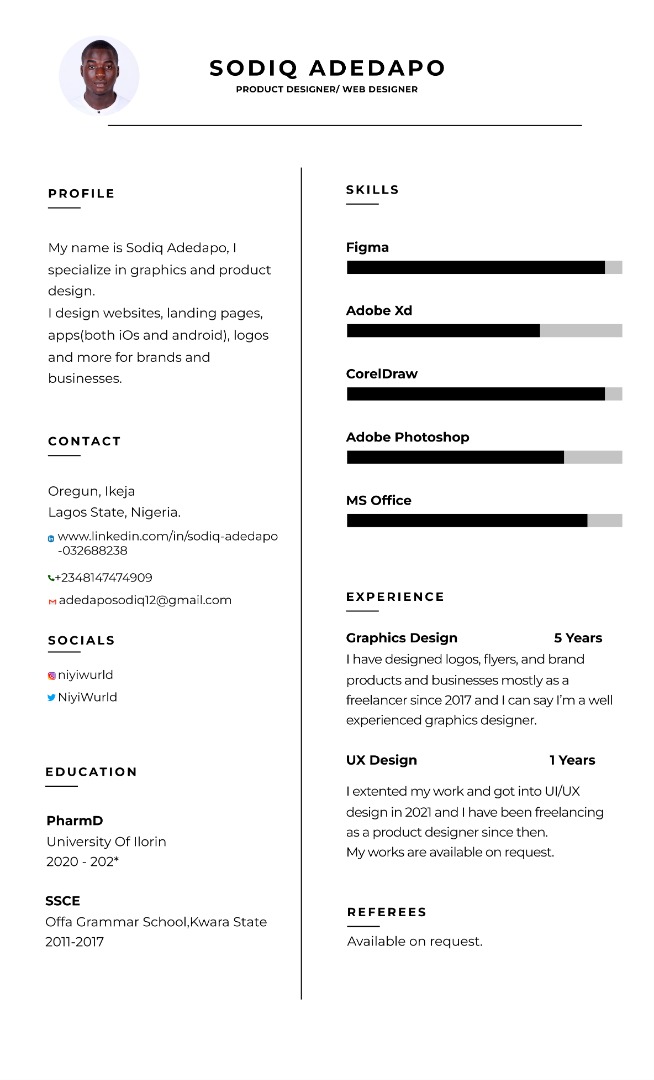 SODIQ ADEDAPO
PRODUCT DESIGNER/ WEB DESIGNER
PROFILE
My name is Sodiq Adedapo, I
specialize in graphics and product
design.
I design websites, landing pages,
apps(both iOs and android), logos
and more for brands and
businesses.
CONTACT
Oregun, Ikeja
Lagos State, Nigeria.
www.linkedin.com/in/sodiq-adedapo
-032688238
+2348147474909
adedaposodiq12@gmail.com
SOCIALS
niyiwurld
NiyiWurld
EDUCATION
PharmD
University Of Ilorin
2020 - 202*
SSCE
Offa Grammar School,Kwara State
2011-2017
SKILLS
Figma
Adobe Xd
CorelDraw
Adobe Photoshop
MS Office
EXPERIENCE
Graphics Design 5 Years
I have designed logos, flyers, and brand
products and businesses mostly as a
freelancer since 2017 and I can say I'm a well
experienced graphics designer.
UX Design 1 Years
I extented my work and got into UI/UX
design in 2021 and I have been freelancing
as a product designer since then.
My works are available on request.
REFEREES
Available on request.